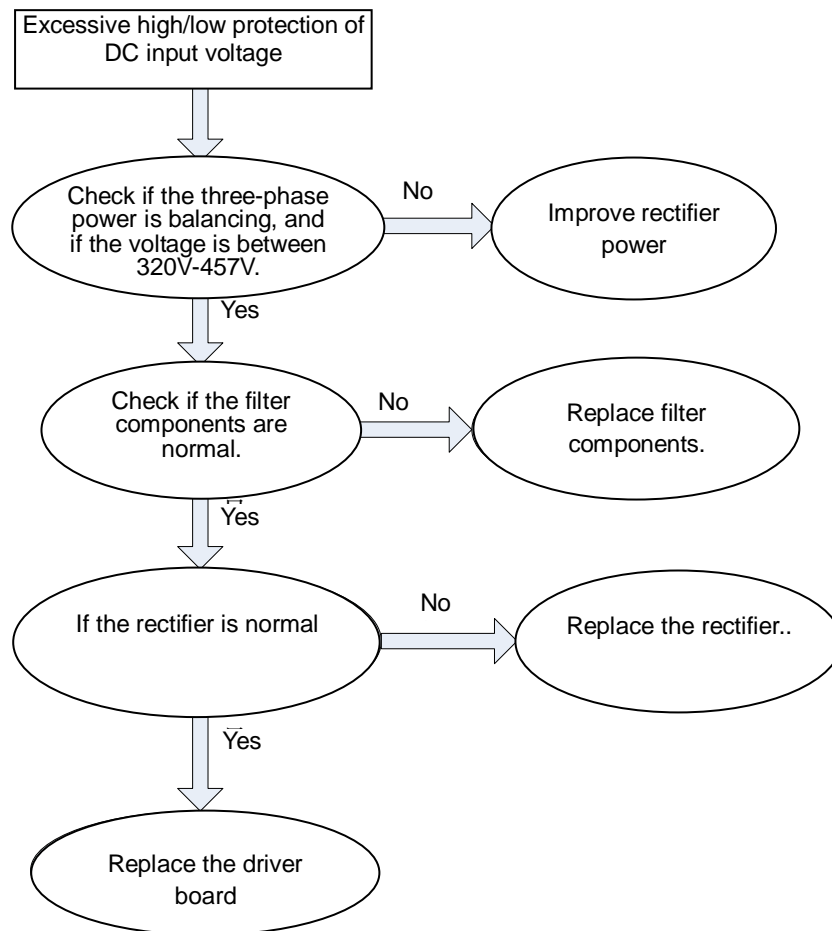 Excessive high/low protection of
DC input voltage
Check if the three-phase
power is balancing, and
if the voltage is between
320V-457V.
No
Improve rectifier
power
Yes
Check if the filter
components are
normal.
No
Replace filter
components.
Yes
If the rectifier is normal
No
Replace the rectifier..
Yes
Replace the driver
board